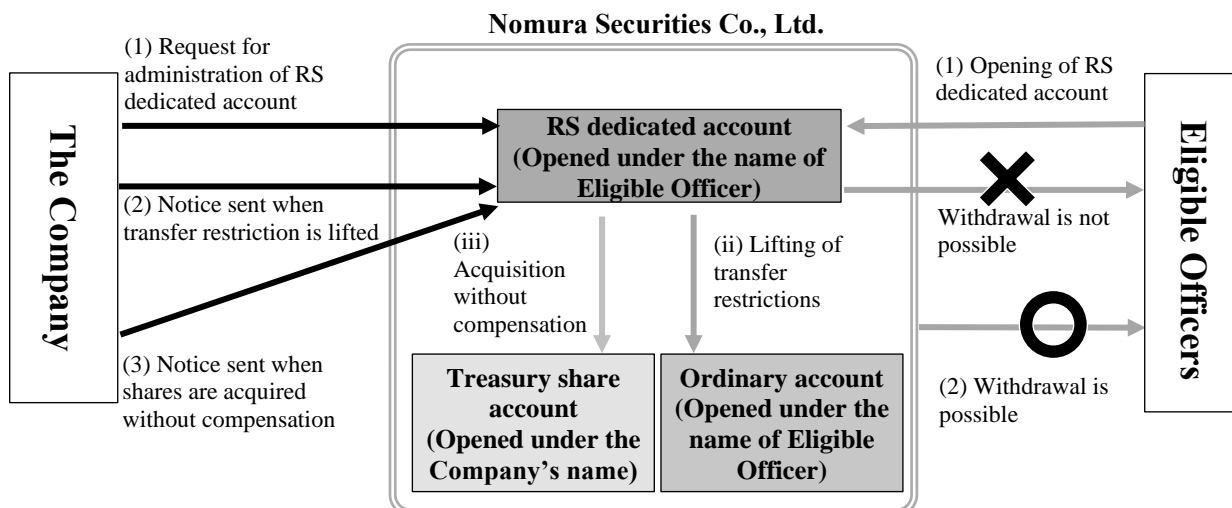 Nomura Securities Co., Ltd.
The Company
(1) Request for
administration of RS
dedicated account
(2) Notice sent when
transfer restriction is lifted
(3) Notice sent when
shares are acquired
without compensation
RS dedicated account
(Opened under the name of
Eligible Officer)
(iii)
Acquisition
without
compensation
(ii) Lifting of
transfer
restrictions
Treasury share
account
(Opened under the
Company’s name)
Ordinary account
(Opened under the
name of Eligible
Officer)
(1) Opening of RS
dedicated account
Withdrawal is not
possible
(2) Withdrawal is
possible
Eligible Officers